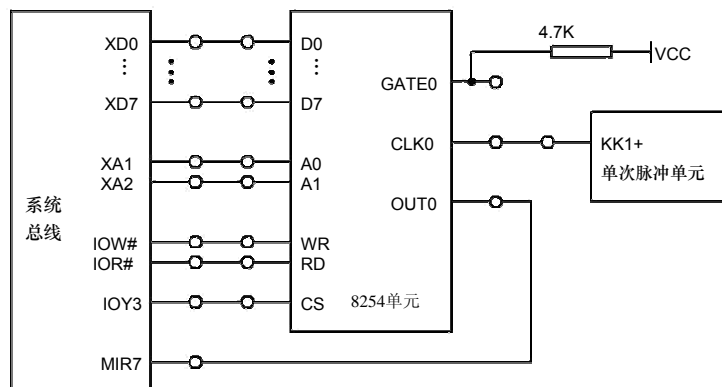 XD0
⋮
XD7
XA1
XA2
IOW#
IOR#
IOY3
MIR7
系统
总线
D0
⋮
D7
A0
A1
WR
RD
CS
GATE0
CLK0
OUT0
8254单元
4.7K
VCC
KK1+
单次脉冲单元